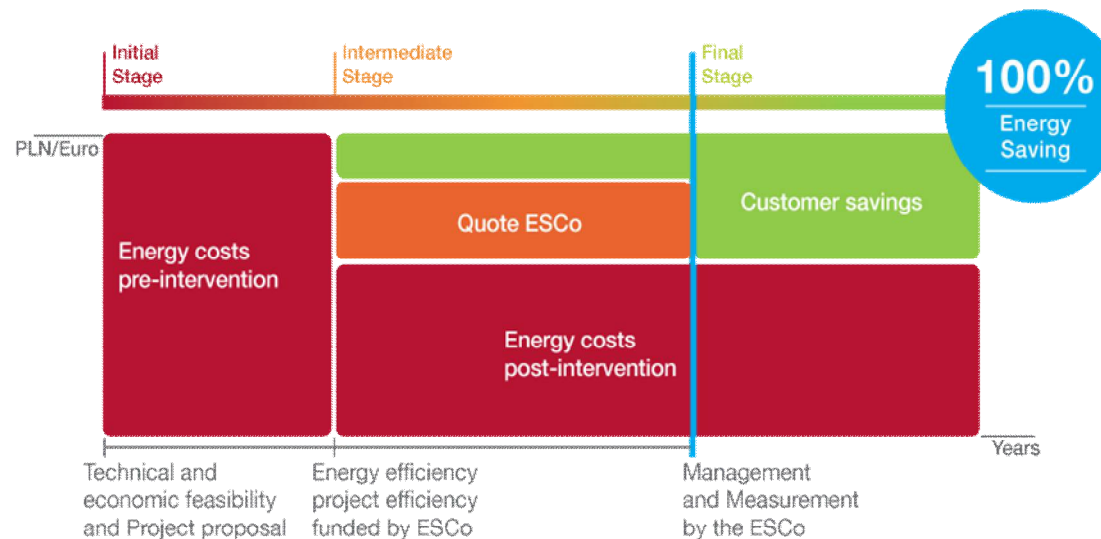 Initial
Stage
Intermediate
Stage
Final
Stage
100%
Energy
Saving
PLN/Euro
Energy costs
pre-intervention
Quote ESCo
Customer savings
Energy costs
post-intervention
Years
Technical and
economic feasibility
and Project proposal
Energy efficiency
project efficiency
funded by ESCo
Management
and Measurement
by the ESCo